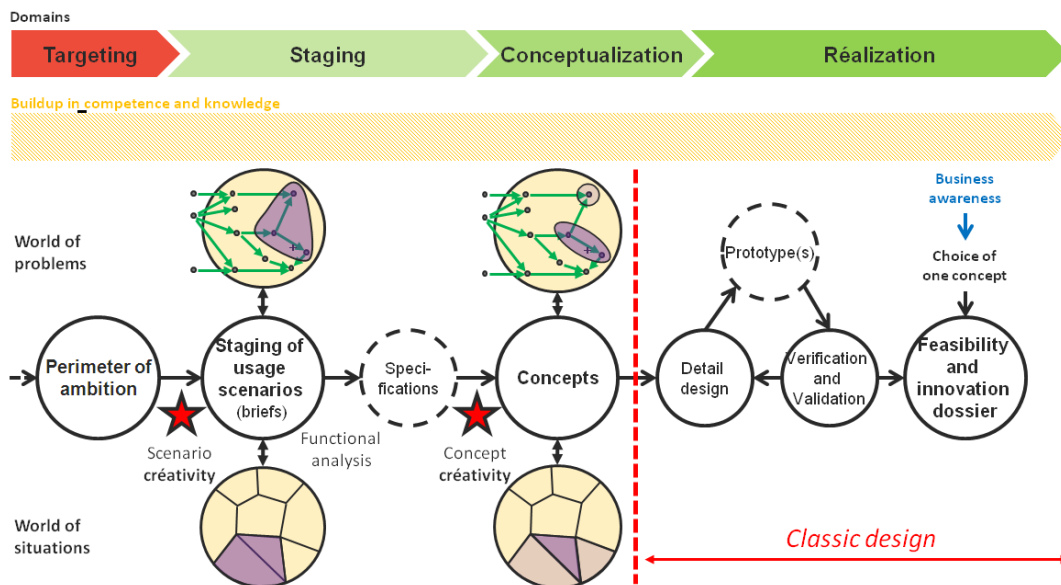 Domains
Targeting
Staging
Conceptualization
Réalization
Buildup in competence and knowledge
World of
problems
Business
awareness
Prototype(s)
Choice of
one concept
Perimeter of
ambition
Staging of
usage
scenarios
(briefs)
Speci-
fications
Concepts
Detail
design
Verification
and
Validation
Feasibility
and
innovation
dossier
Scenario
créativity
Functional
analysis
Concept
créativity
World of
situations
Classic design